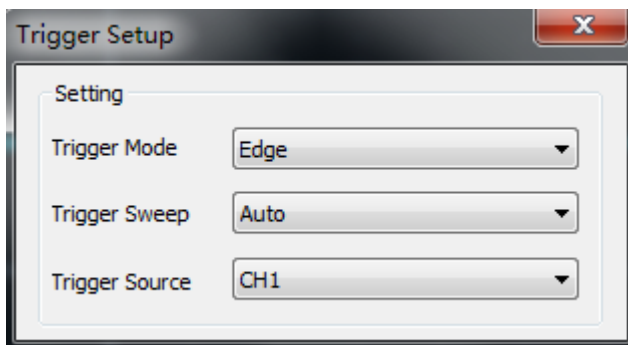 Trigger Setup
Setting
Trigger Mode Edge
Trigger Sweep Auto
Trigger Source CH1